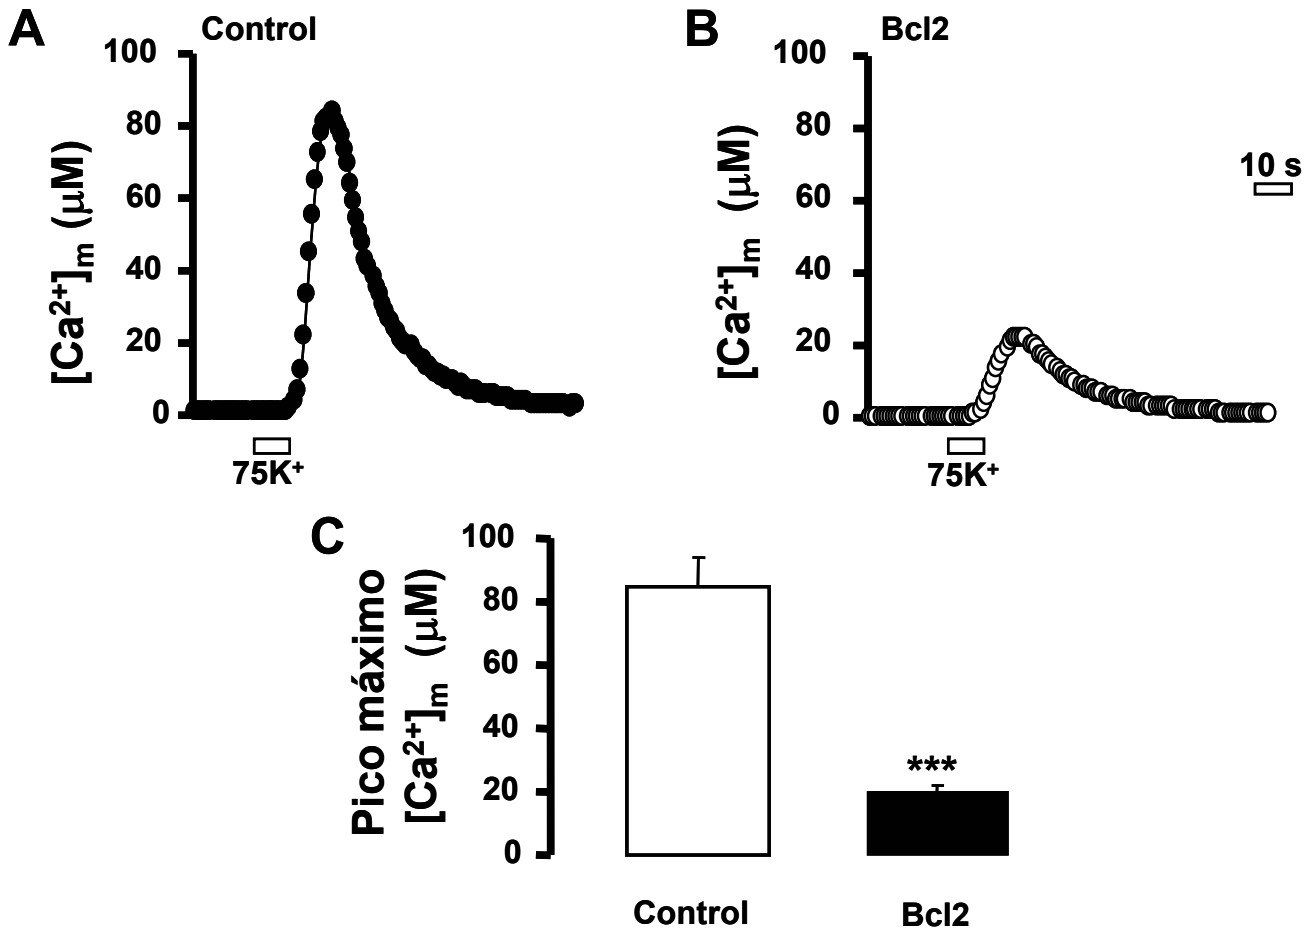 A
Control
100
80
60
40
20
0
[Ca²⁺]ₘ (μM)
75K⁺
B
Bcl2
100
80
60
40
20
0
[Ca²⁺]ₘ (μM)
10 s
75K⁺
C
100
80
60
40
20
0
Pico máximo
[Ca²⁺]ₘ (μM)
***
Control
Bcl2